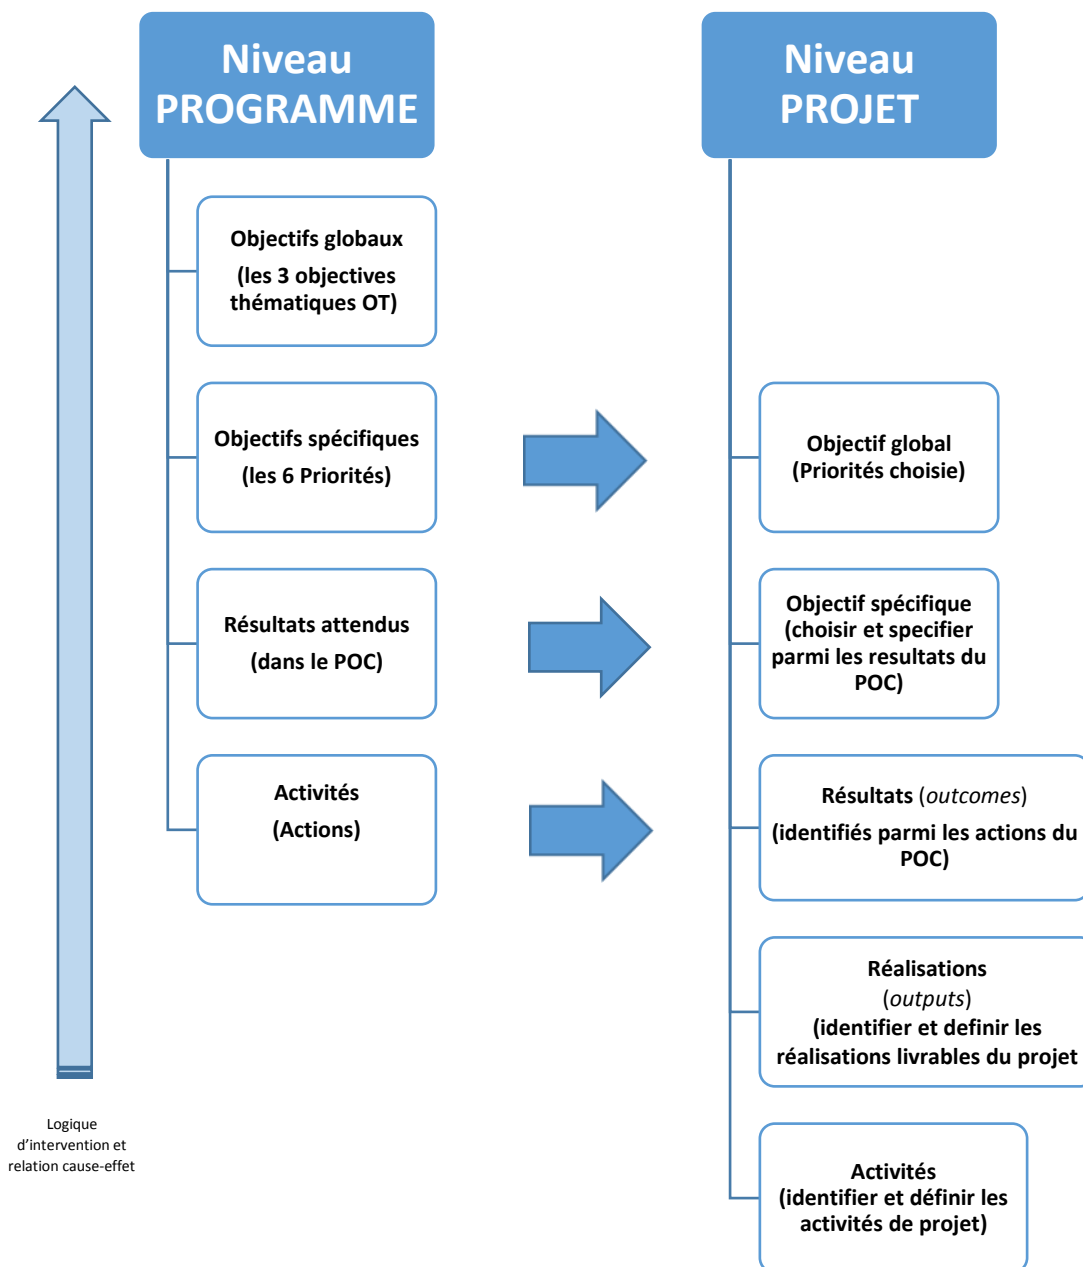 Niveau
PROGRAMME
Objectifs globaux
(les 3 objectives
thématiques OT)
Objectifs spécifiques
(les 6 Priorités)
Résultats attendus
(dans le POC)
Activités
(Actions)
Niveau
PROJET
Objectif global
(Priorités choisie)
Objectif spécifique
(choisir et specifier
parmi les resultats du
POC)
Résultats (outcomes)
(identifiés parmi les actions du
POC)
Réalisations
(outputs)
(identifier et definir les
réalisations livrables du projet
Activités
(identifier et définir les
activités de projet)
Logique
d’intervention et
relation cause-effet